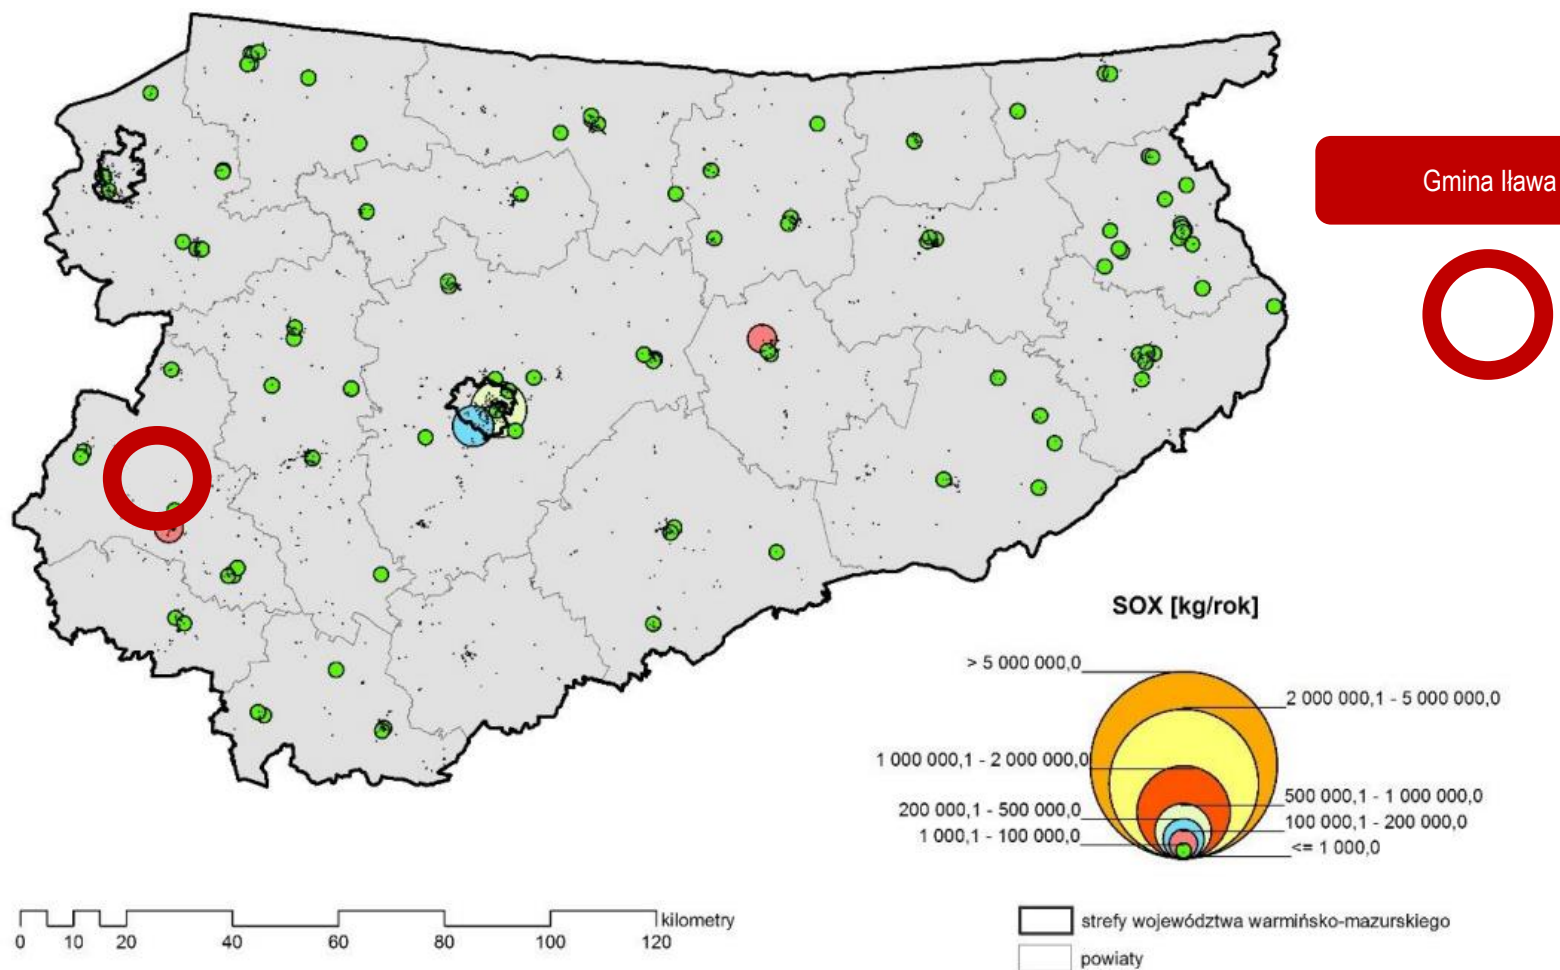 Gmina Iława
SOX [kg/rok]
> 5 000 000,0
2 000 000,1 - 5 000 000,0
1 000 000,1 - 2 000 000,0
500 000,1 - 1 000 000,0
200 000,1 - 500 000,0
100 000,1 - 200 000,0
1 000,1 - 100 000,0
<= 1 000,0
kilometry
0 10 20 40 60 80 100 120
strefy województwa warmińsko-mazurskiego
powiaty